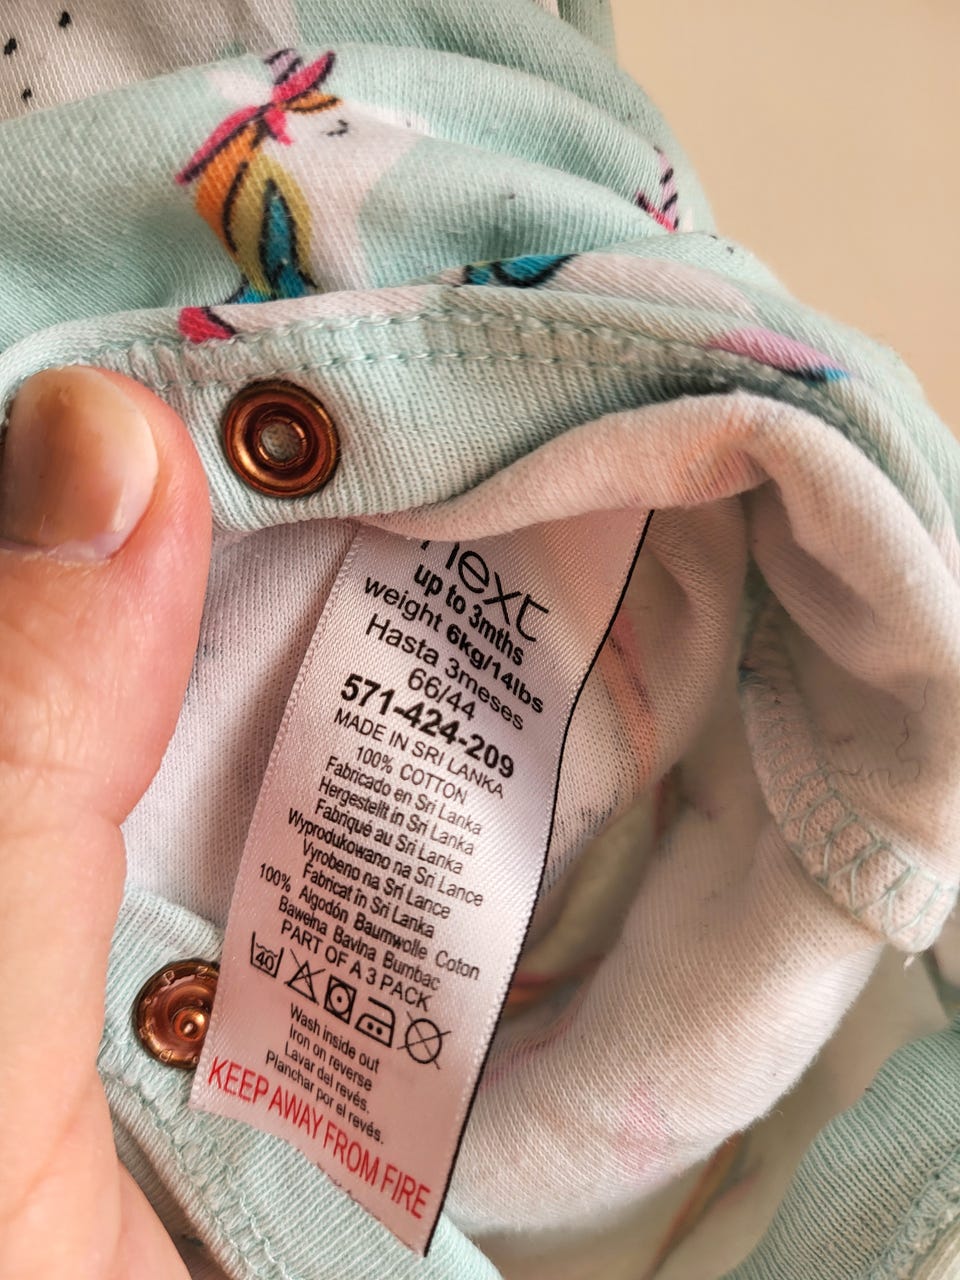 next
up to 3mths
weight 6kg/14lbs
Hasta 3meses
66/44
571-424-209
MADE IN SRI LANKA
100% COTTON
Fabricado en Sri Lanka
Hergestellt in Sri Lanka
Fabriqué au Sri Lanka
Wyprodukowano na Sri Lance
Vyrobeno na Srí Lance
Fabricat în Sri Lanka
100% Algodón Baumwolle Coton
Bawełna Bavlna Bumbac
PART OF A 3 PACK
40
Wash inside out
Iron on reverse
Lavar del revés.
Planchar por el revés.
KEEP AWAY FROM FIRE